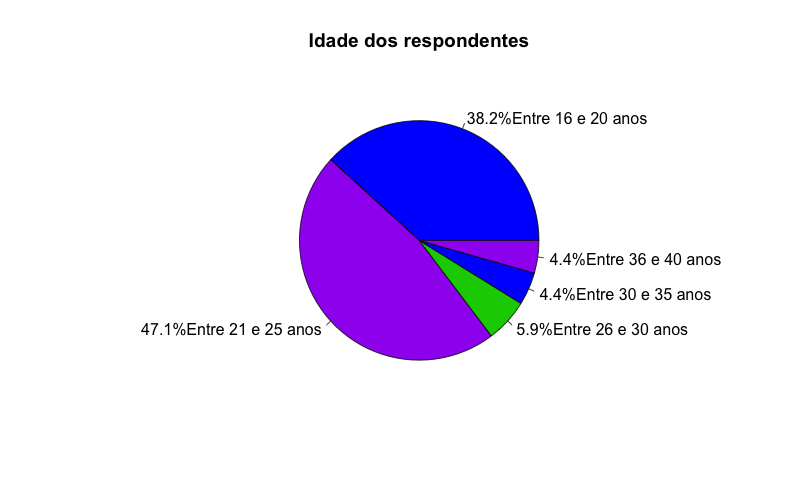 Idade dos respondentes
38.2%Entre 16 e 20 anos
4.4%Entre 36 e 40 anos
4.4%Entre 30 e 35 anos
47.1%Entre 21 e 25 anos
5.9%Entre 26 e 30 anos